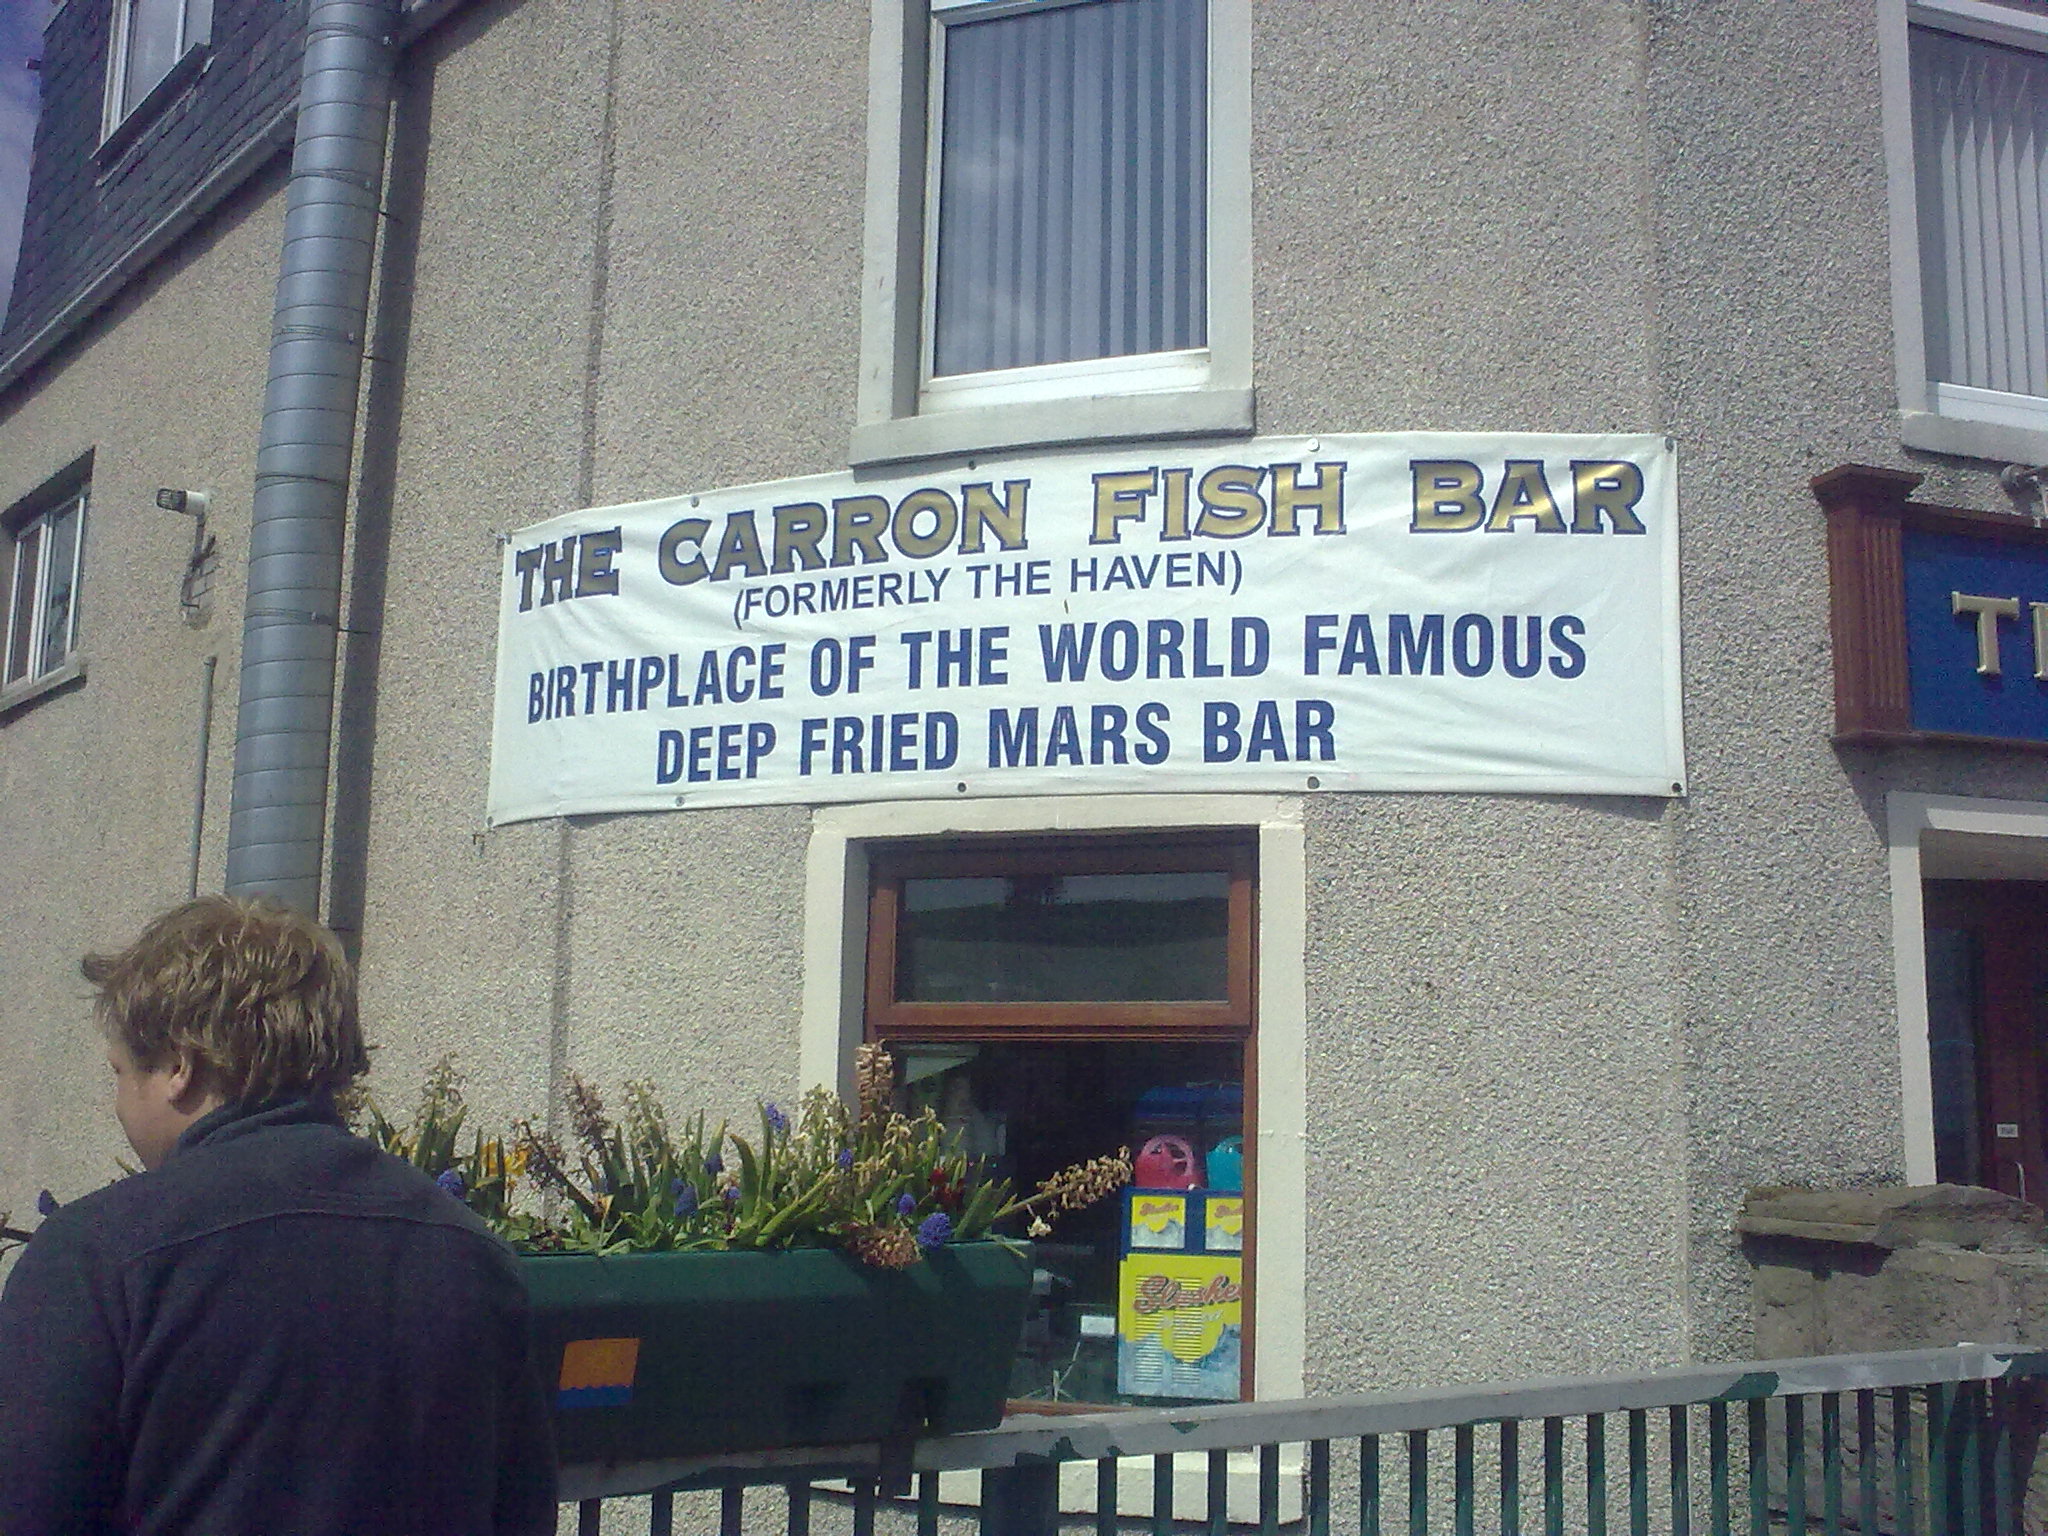 THE CARRON FISH BAR
(FORMERLY THE HAVEN)
BIRTHPLACE OF THE WORLD FAMOUS
DEEP FRIED MARS BAR